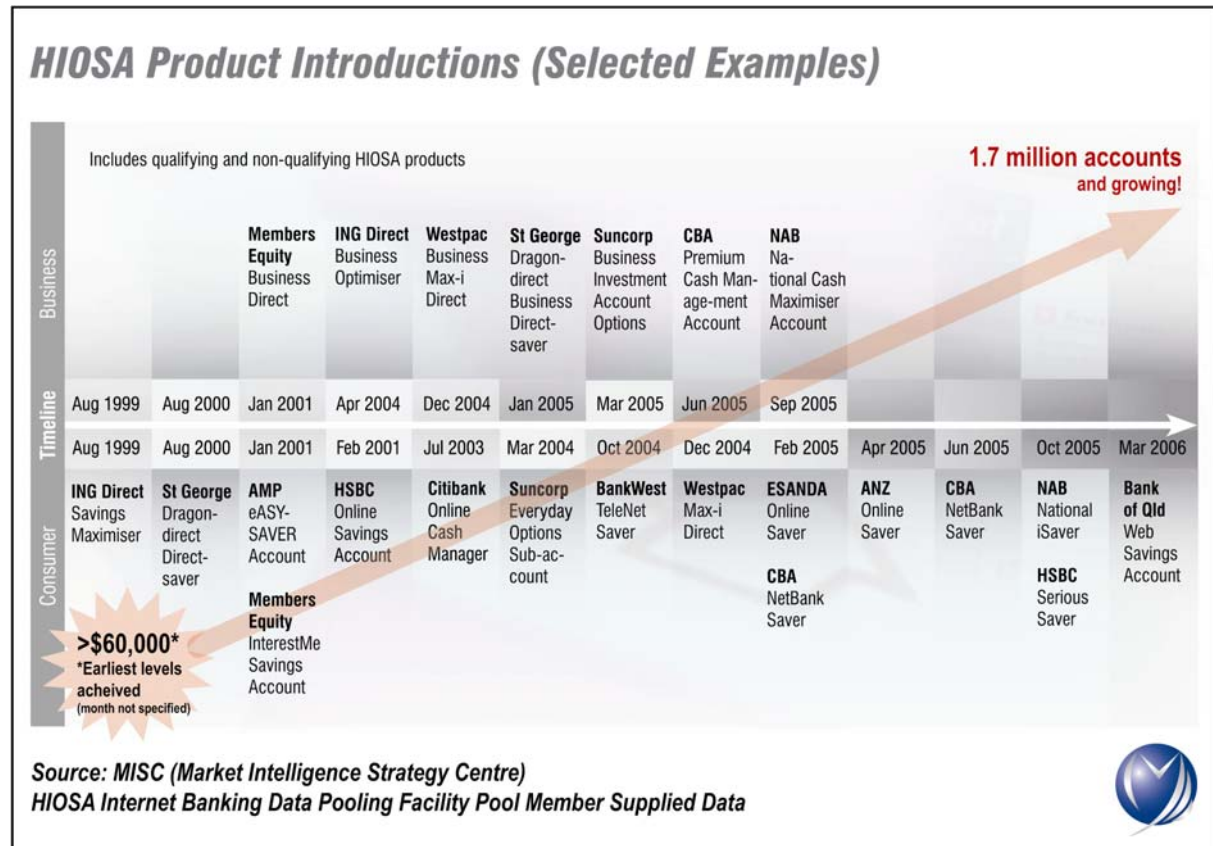 HIOSA Product Introductions (Selected Examples)
Includes qualifying and non-qualifying HIOSA products
1.7 million accounts
and growing!
Business
Members
Equity
Business
Direct
ING Direct
Business
Optimiser
Westpac
Business
Max-i
Direct
St George
Dragon-
direct
Business
Direct-
saver
Suncorp
Business
Investment
Account
Options
CBA
Premium
Cash Man-
age-ment
Account
NAB
Na-
tional Cash
Maximiser
Account
Timeline
Aug 1999 Aug 2000 Jan 2001 Apr 2004 Dec 2004 Jan 2005 Mar 2005 Jun 2005 Sep 2005
Aug 1999 Aug 2000 Jan 2001 Feb 2001 Jul 2003 Mar 2004 Oct 2004 Dec 2004 Feb 2005 Apr 2005 Jun 2005 Oct 2005 Mar 2006
Consumer
ING Direct
Savings
Maximiser
St George
Dragon-
direct
Direct-
saver
AMP
eASY-
SAVER
Account
Members
Equity
InterestMe
Savings
Account
HSBC
Online
Savings
Account
Citibank
Online
Cash
Manager
Suncorp
Everyday
Options
Sub-ac-
count
BankWest
TeleNet
Saver
Westpac
Max-i
Direct
ESANDA
Online
Saver
CBA
NetBank
Saver
ANZ
Online
Saver
CBA
NetBank
Saver
NAB
National
iSaver
HSBC
Serious
Saver
Bank
of Qld
Web
Savings
Account
>$60,000*
*Earliest levels
acheived
(month not specified)
Source: MISC (Market Intelligence Strategy Centre)
HIOSA Internet Banking Data Pooling Facility Pool Member Supplied Data